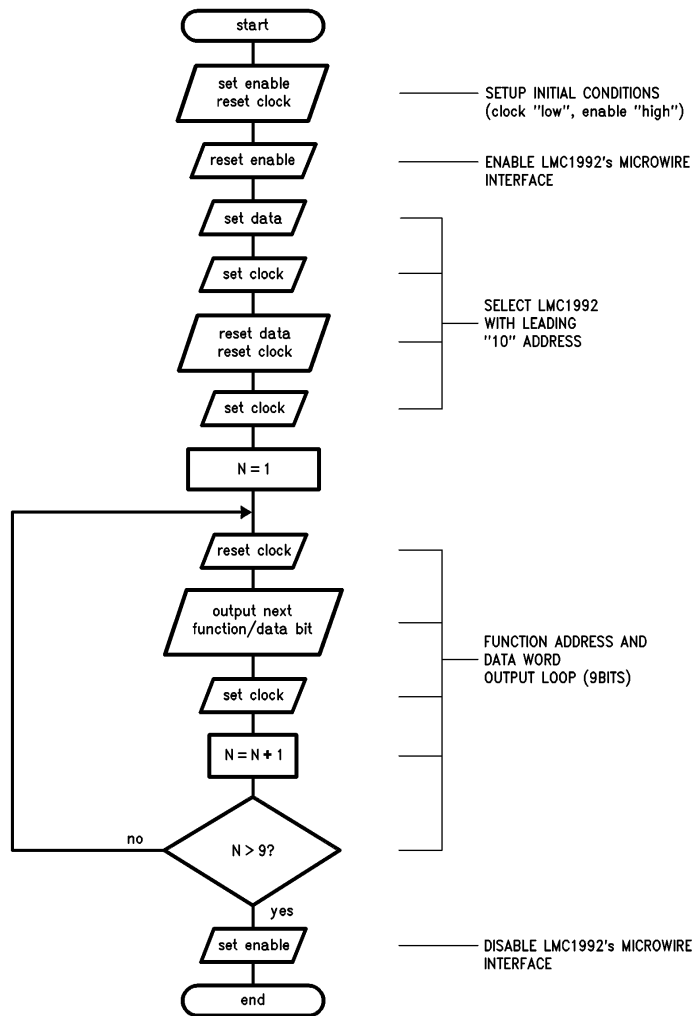 start
set enable
reset clock
SETUP INITIAL CONDITIONS
(clock "low", enable "high")
reset enable
ENABLE LMC1992's MICROWIRE
INTERFACE
set data
set clock
SELECT LMC1992
WITH LEADING
"10" ADDRESS
reset data
reset clock
set clock
N = 1
reset clock
output next
function/data bit
FUNCTION ADDRESS AND
DATA WORD
OUTPUT LOOP (9BITS)
set clock
N = N + 1
no
N > 9?
yes
set enable
DISABLE LMC1992's MICROWIRE
INTERFACE
end